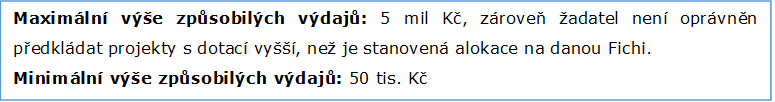 Maximální výše způsobilých výdajů: 5 mil Kč, zároveň žadatel není oprávněn
předkládat projekty s dotací vyšší, než je stanovená alokace na danou Fichi.
Minimální výše způsobilých výdajů: 50 tis. Kč